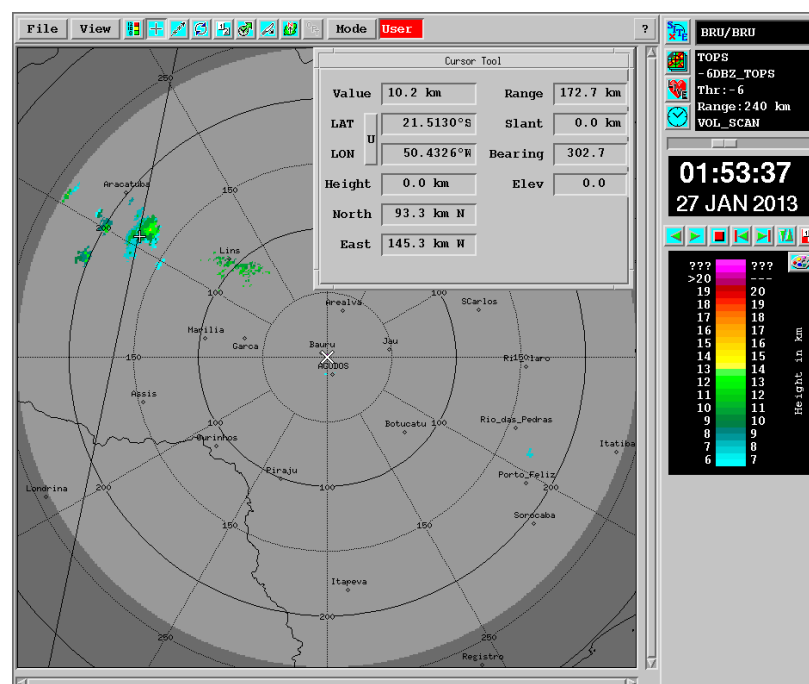 File View Mode User ?
BRU/BRU
TOPS
-6DBZ_TOPS
Thr:-6
Range:240 km
VOL_SCAN
01:53:37
27 JAN 2013
Cursor Tool
Value 10.2 km Range 172.7 km
LAT 21.5130°S Slant 0.0 km
U
LON 50.4326°W Bearing 302.7
Height 0.0 km Elev 0.0
North 93.3 km N
East 145.3 km W
250
Aracatuba
200
150
Lins
100
100
Arealva
SCarlos
Marilia
Garca
Bauru
Jau
150
Rio_Claro
150
AGUDOS
Assis
100
Botucatu
100
Rio_das_Pedras
Ourinhos
Itatiba
Piraju
Porto_Feliz
Londrina
200
100
200
Sorocaba
150
150
Itapeva
200
250
250
Registro
??? ???
>20 ---
19 20
18 19
17 18
16 17
15 16
14 15
13 14
12 13
11 12
10 11
9 10
8 9
7 8
6 7
Height in km